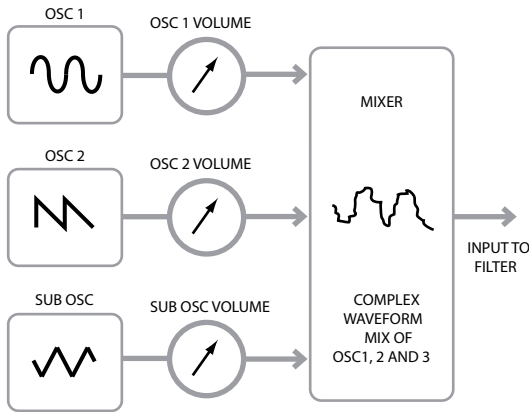 OSC 1
OSC 1 VOLUME
OSC 2
OSC 2 VOLUME
SUB OSC
SUB OSC VOLUME
MIXER
COMPLEX
WAVEFORM
MIX OF
OSC1, 2 AND 3
INPUT TO
FILTER